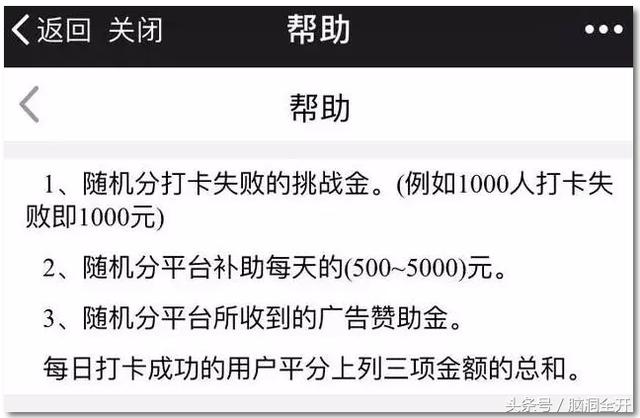 返回 关闭 帮助
帮助
1、随机分打卡失败的挑战金。(例如1000人打卡失
败即1000元)
2、随机分平台补助每天的(500~5000)元。
3、随机分平台所收到的广告赞助金。
每日打卡成功的用户平分上列三项金额的总和。
头条号/脑洞全开